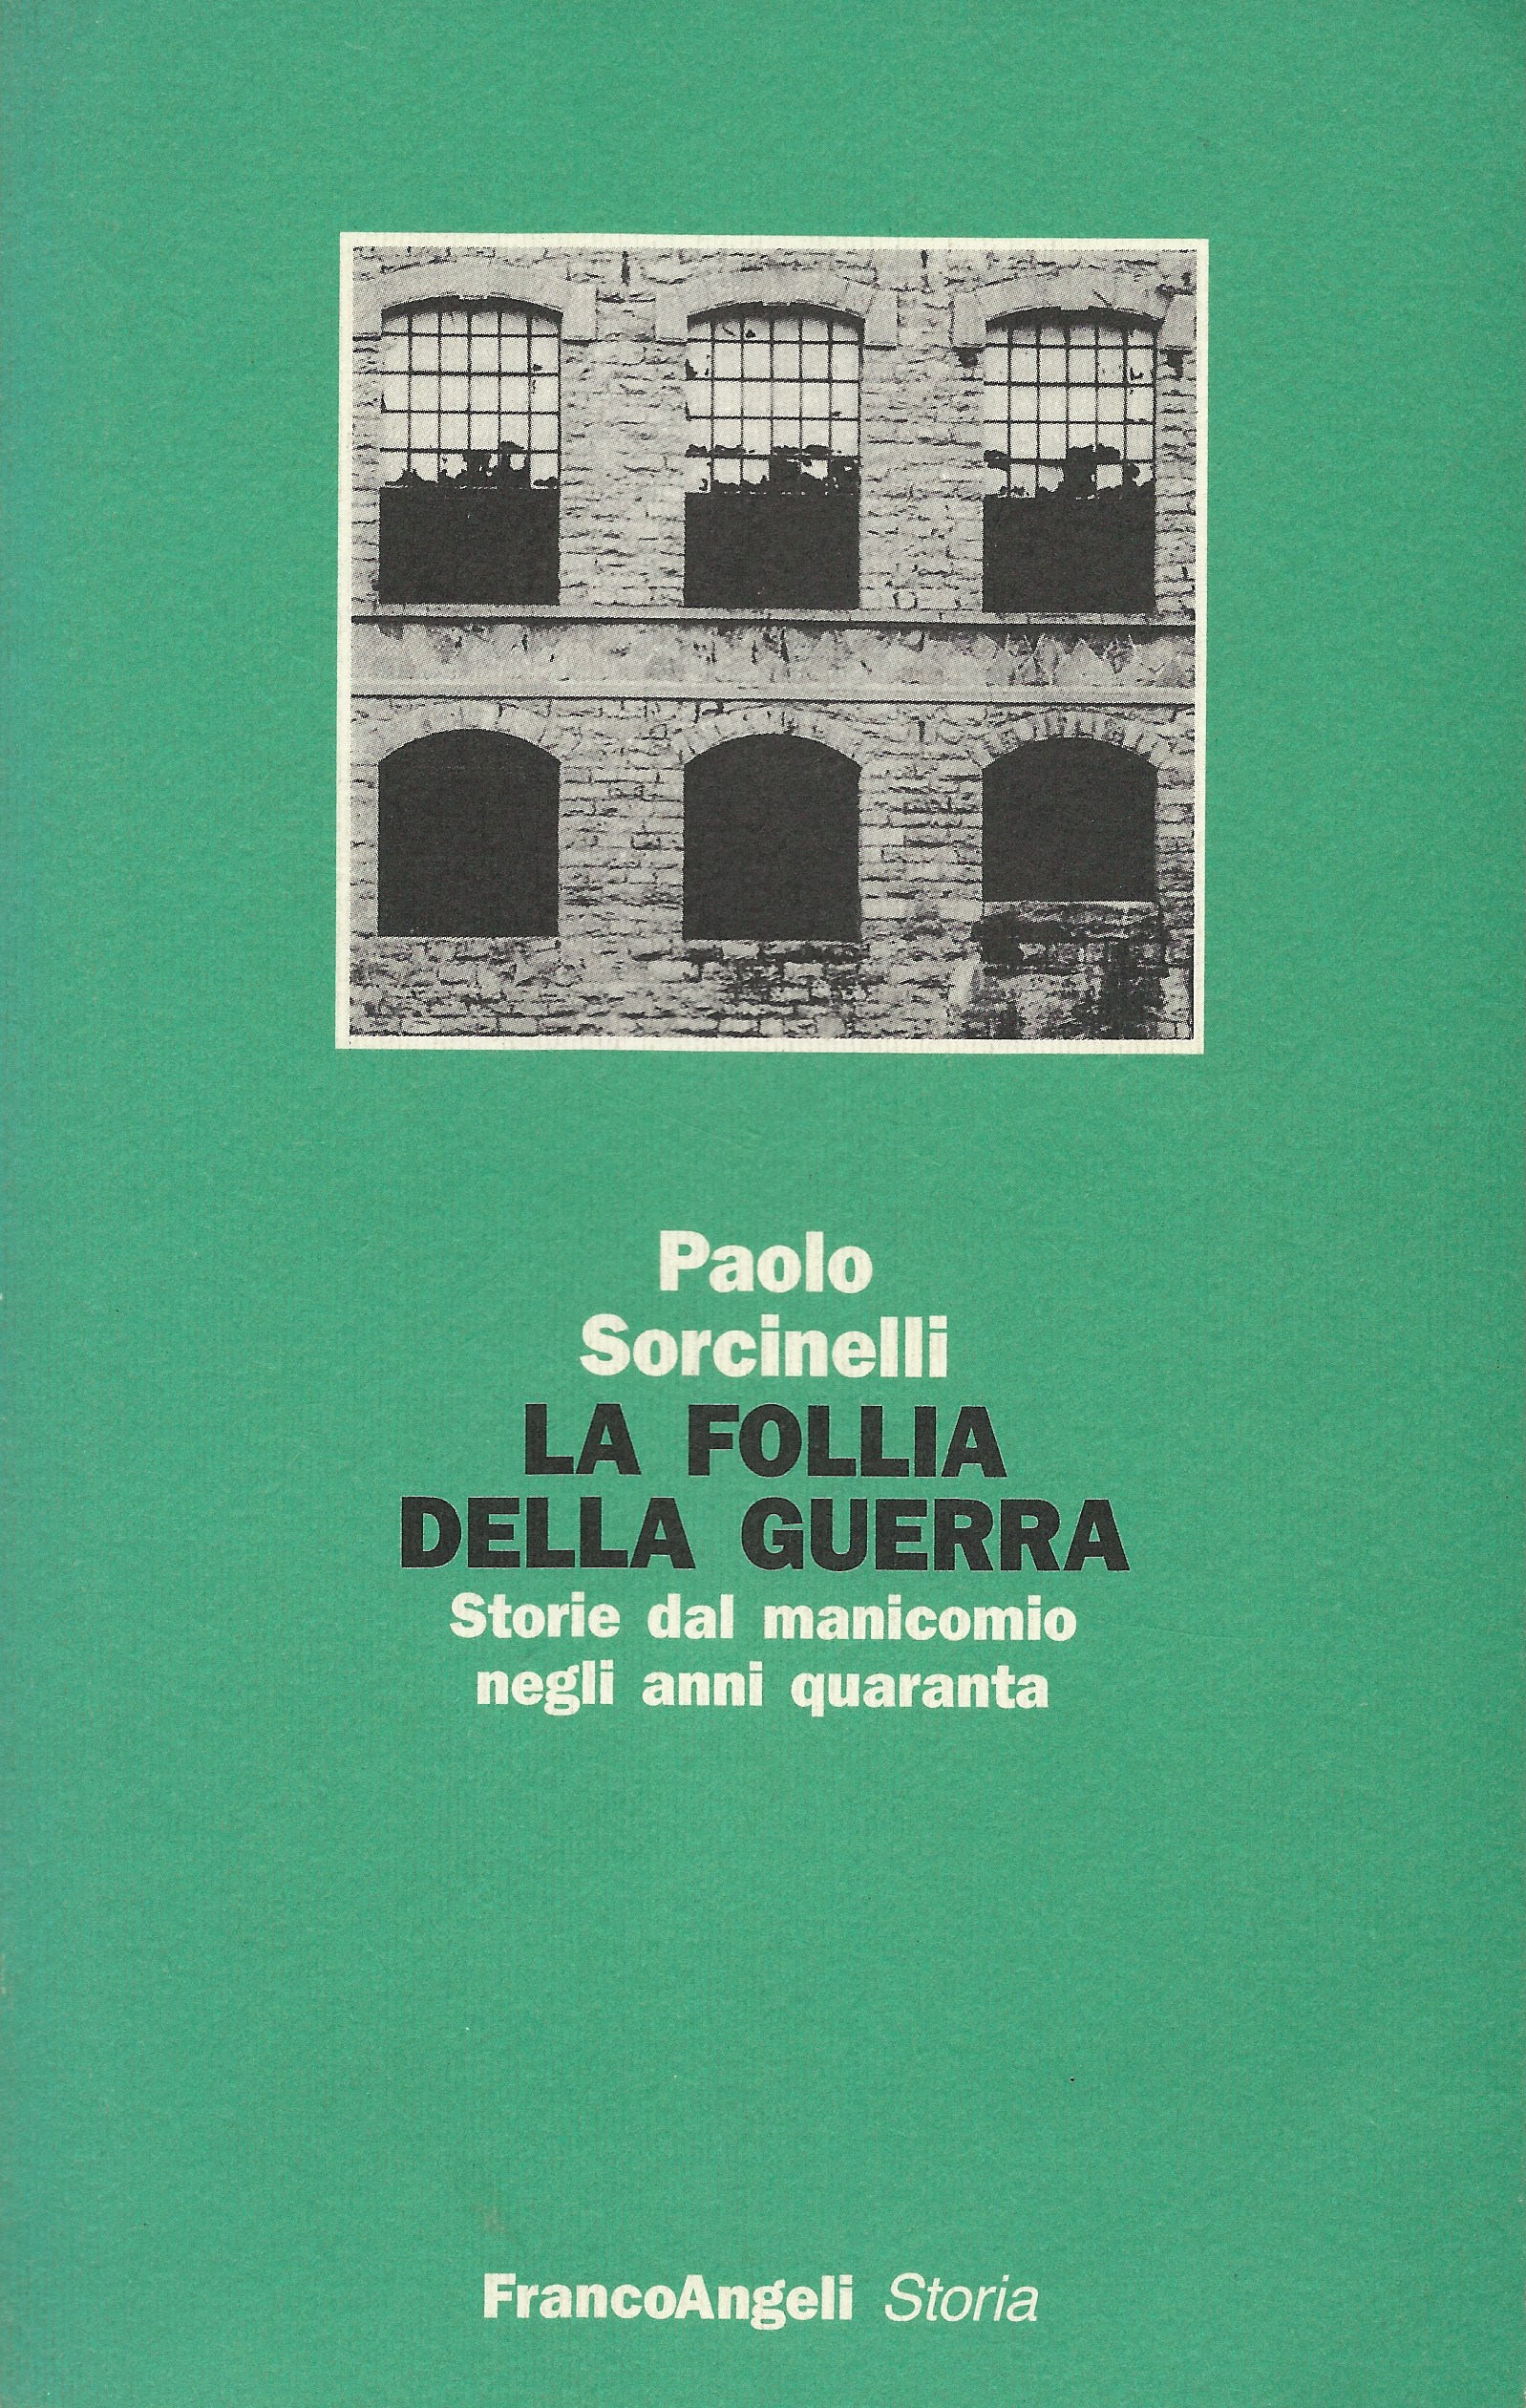 Paolo
Sorcinelli
LA FOLLIA
DELLA GUERRA
Storie dal manicomio
negli anni quaranta
FrancoAngeli Storia